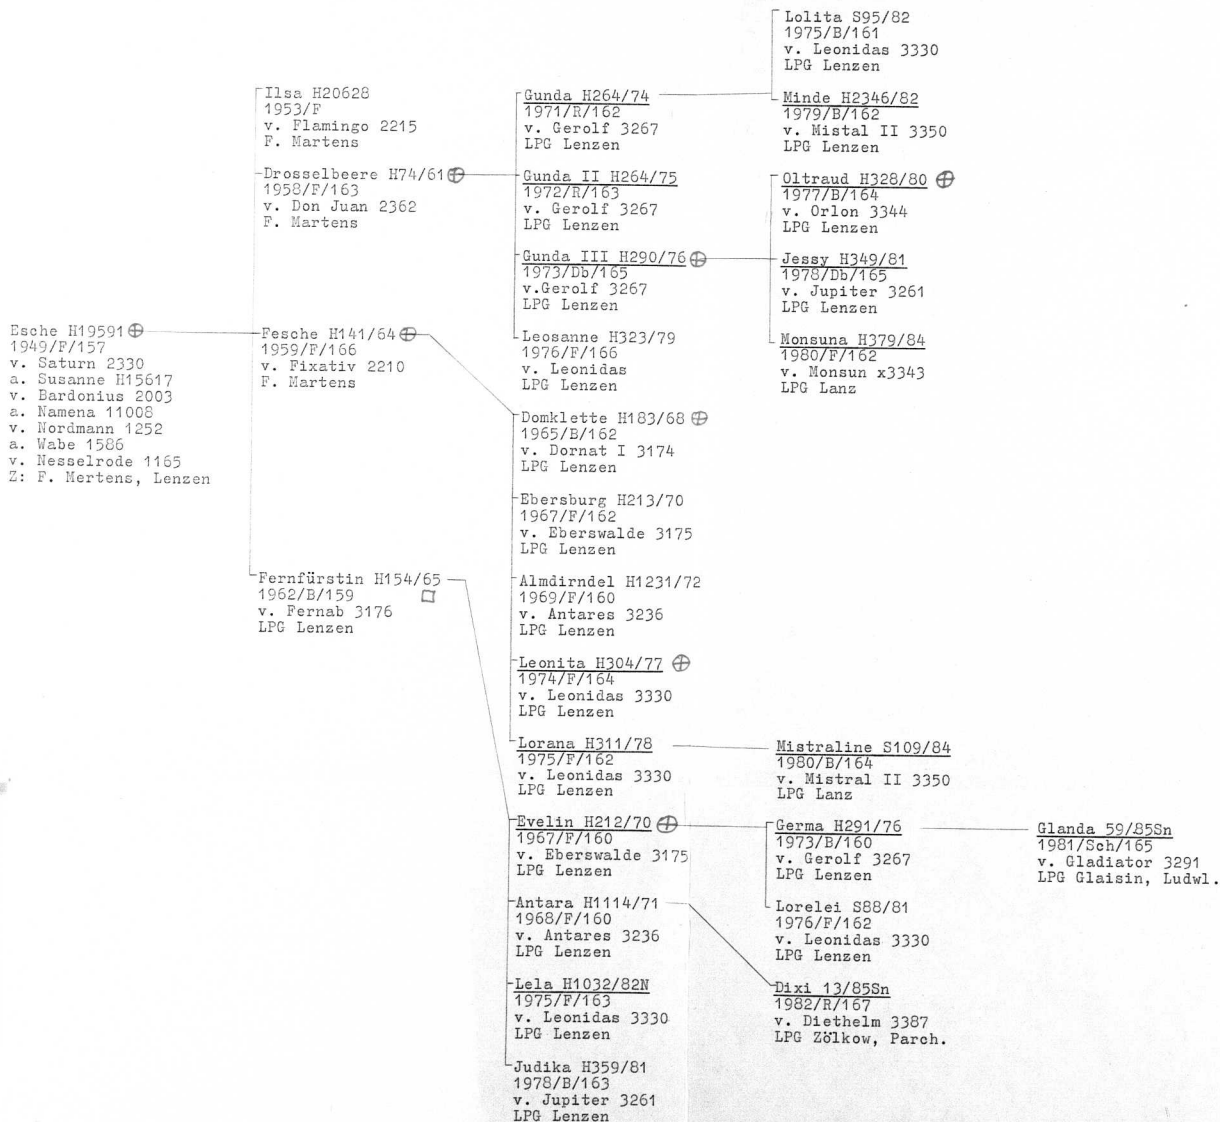 Esche H19591
1949/F/157
v. Saturn 2330
a. Susanne H15617
v. Bardonius 2003
a. Namena 11008
v. Nordmann 1252
a. Wabe 1586
v. Nesselrode 1165
Z: F. Mertens, Lenzen
Ilsa H20628
1953/F
v. Flamingo 2215
F. Martens
Drosselbeere H74/61
1958/F/163
v. Don Juan 2362
F. Martens
Fesche H141/64
1959/F/166
v. Fixativ 2210
F. Martens
Fernfürstin H154/65
1962/B/159
v. Fernab 3176
LPG Lenzen
Gunda H264/74
1971/R/162
v. Gerolf 3267
LPG Lenzen
Gunda II H264/75
1972/R/163
v. Gerolf 3267
LPG Lenzen
Gunda III H290/76
1973/Db/165
v.Gerolf 3267
LPG Lenzen
Leosanne H323/79
1976/F/166
v. Leonidas
LPG Lenzen
Domklette H183/68
1965/B/162
v. Dornat I 3174
LPG Lenzen
Ebersburg H213/70
1967/F/162
v. Eberswalde 3175
LPG Lenzen
Almdirndel H1231/72
1969/F/160
v. Antares 3236
LPG Lenzen
Leonita H304/77
1974/F/164
v. Leonidas 3330
LPG Lenzen
Lorana H311/78
1975/F/162
v. Leonidas 3330
LPG Lenzen
Evelin H212/70
1967/F/160
v. Eberswalde 3175
LPG Lenzen
Antara H1114/71
1968/F/160
v. Antares 3236
LPG Lenzen
Lela H1032/82N
1975/F/163
v. Leonidas 3330
LPG Lenzen
Judika H359/81
1978/B/163
v. Jupiter 3261
LPG Lenzen
Lolita S95/82
1975/B/161
v. Leonidas 3330
LPG Lenzen
Minde H2346/82
1979/B/162
v. Mistal II 3350
LPG Lenzen
Oltraud H328/80
1977/B/164
v. Orlon 3344
LPG Lenzen
Jessy H349/81
1978/Db/165
v. Jupiter 3261
LPG Lenzen
Monsuna H379/84
1980/F/162
v. Monsun x3343
LPG Lanz
Mistraline S109/84
1980/B/164
v. Mistral II 3350
LPG Lanz
Germa H291/76
1973/B/160
v. Gerolf 3267
LPG Lenzen
Lorelei S88/81
1976/F/162
v. Leonidas 3330
LPG Lenzen
Dixi 13/85Sn
1982/R/167
v. Diethelm 3387
LPG Zölkow, Parch.
Glanda 59/85Sn
1981/Sch/165
v. Gladiator 3291
LPG Glaisin, Ludwl.